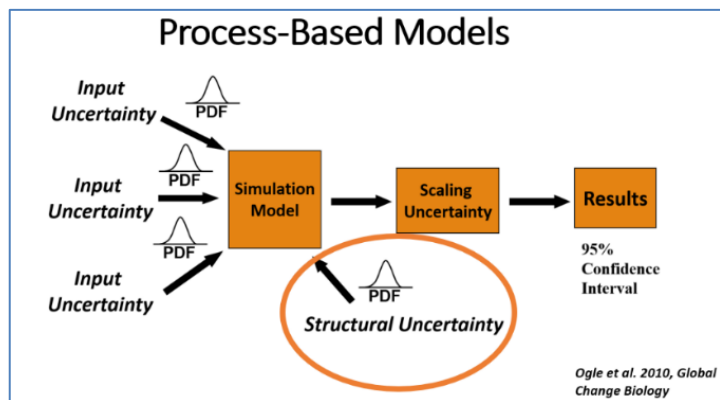 Process-Based Models
Input
Uncertainty
PDF
Input
Uncertainty
PDF
Input
Uncertainty
PDF
Simulation
Model
Scaling
Uncertainty
Results
95%
Confidence
Interval
PDF
Structural Uncertainty
Ogle et al. 2010, Global
Change Biology